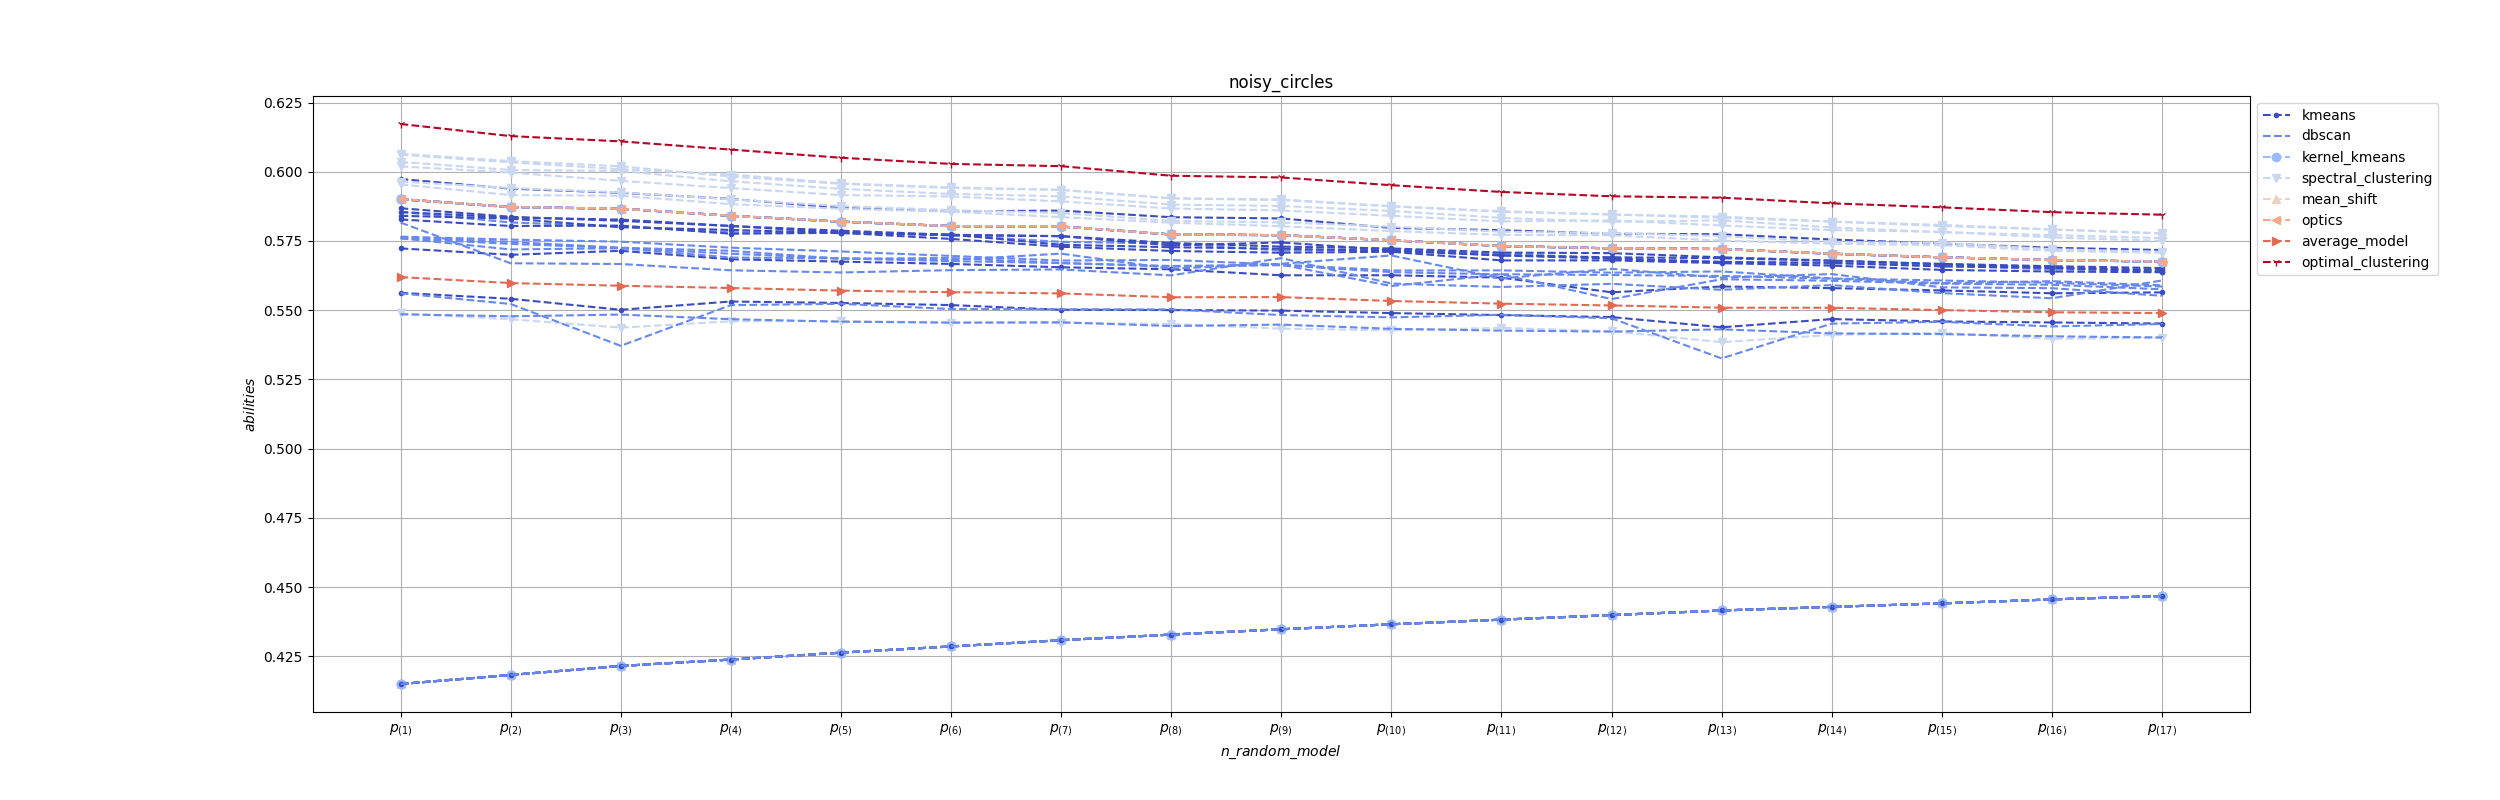 noisy_circles
0.625
0.600
0.575
0.550
0.525
0.500
0.475
0.450
0.425
abilities
p(1) p(2) p(3) p(4) p(5) p(6) p(7) p(8) p(9) p(10) p(11) p(12) p(13) p(14) p(15) p(16) p(17)
n_random_model
kmeans
dbscan
kernel_kmeans
spectral_clustering
mean_shift
optics
average_model
optimal_clustering